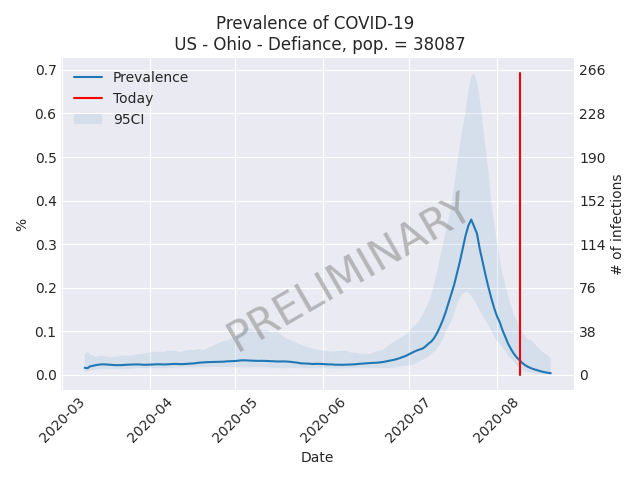 Prevalence of COVID-19
US - Ohio - Defiance, pop. = 38087
Prevalence
Today
95CI
PRELIMINARY
0.7
0.6
0.5
0.4
0.3
0.2
0.1
0.0
%
266
228
190
152
114
76
38
0
# of infections
2020-03
2020-04
2020-05
2020-06
2020-07
2020-08
Date